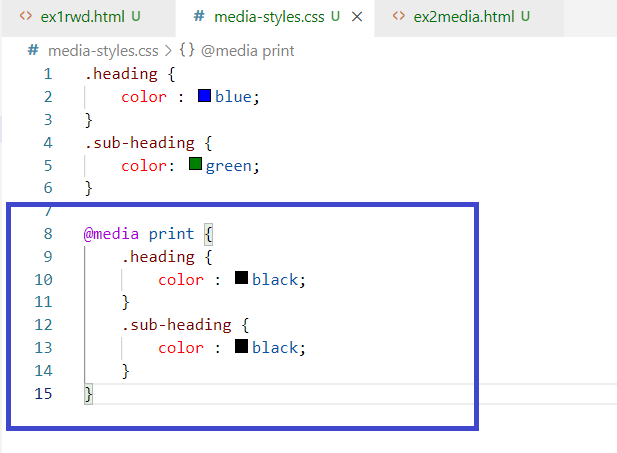 <> ex1rwd.html U # media-styles.css U × <> ex2media.html U
# media-styles.css > {} @media print
1 .heading {
2 color : blue;
3 }
4 .sub-heading {
5 color: green;
6 }
7
8 @media print {
9 .heading {
10 color : black;
11 }
12 .sub-heading {
13 color : black;
14 }
15 }